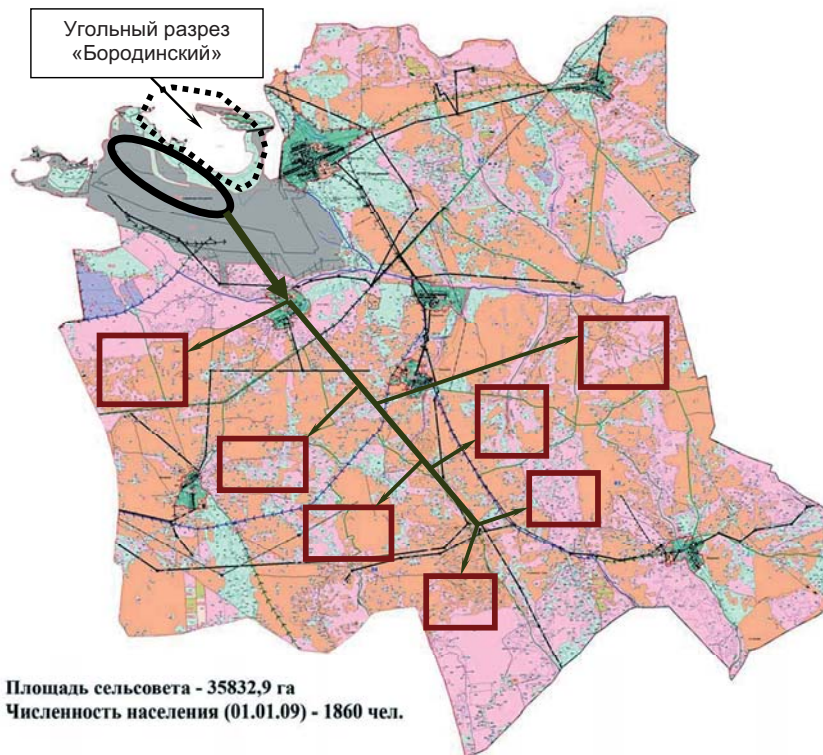 Угольный разрез
«Бородинский»
Площадь сельсовета - 35832,9 га
Численность населения (01.01.09) - 1860 чел.